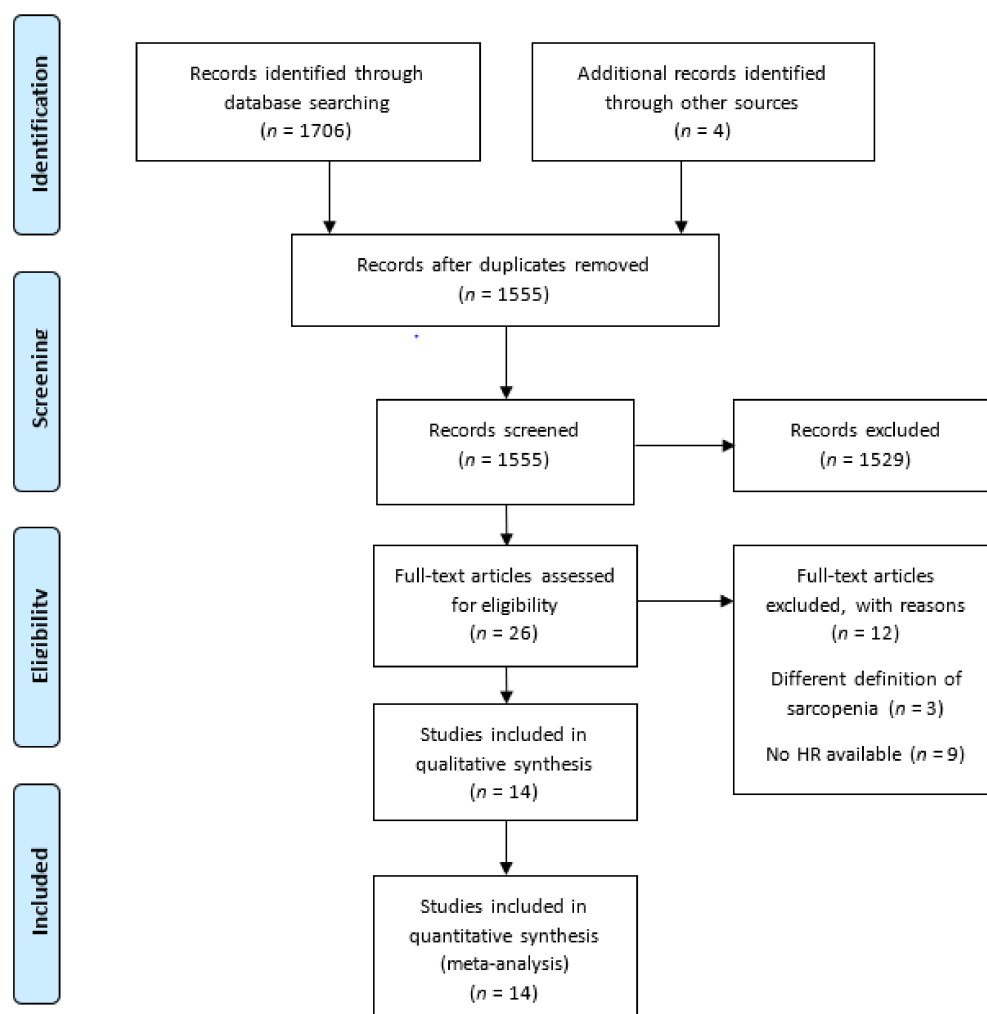 Identification
Records identified through
database searching
(n = 1706)
Additional records identified
through other sources
(n = 4)
Records after duplicates removed
(n = 1555)
Screening
Records screened
(n = 1555)
Records excluded
(n = 1529)
Eligibility
Full-text articles assessed
for eligibility
(n = 26)
Full-text articles
excluded, with reasons
(n = 12)
Different definition of
sarcopenia (n = 3)
No HR available (n = 9)
Studies included in
qualitative synthesis
(n = 14)
Included
Studies included in
quantitative synthesis
(meta-analysis)
(n = 14)